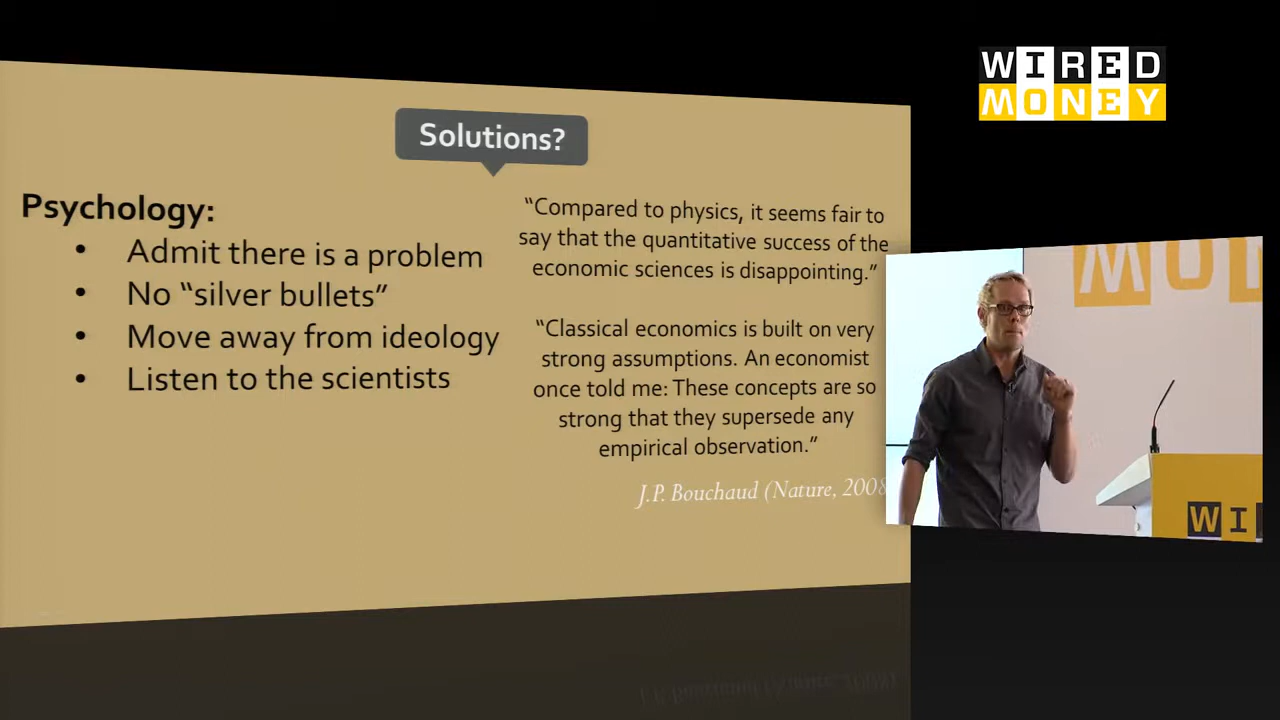 WIRED
MONEY
Solutions?
Psychology:
• Admit there is a problem
• No “silver bullets”
• Move away from ideology
• Listen to the scientists
“Compared to physics, it seems fair to
say that the quantitative success of the
economic sciences is disappointing.”
“Classical economics is built on very
strong assumptions. An economist
once told me: These concepts are so
strong that they supersede any
empirical observation.”
J.P. Bouchaud (Nature, 2008
MON
WI